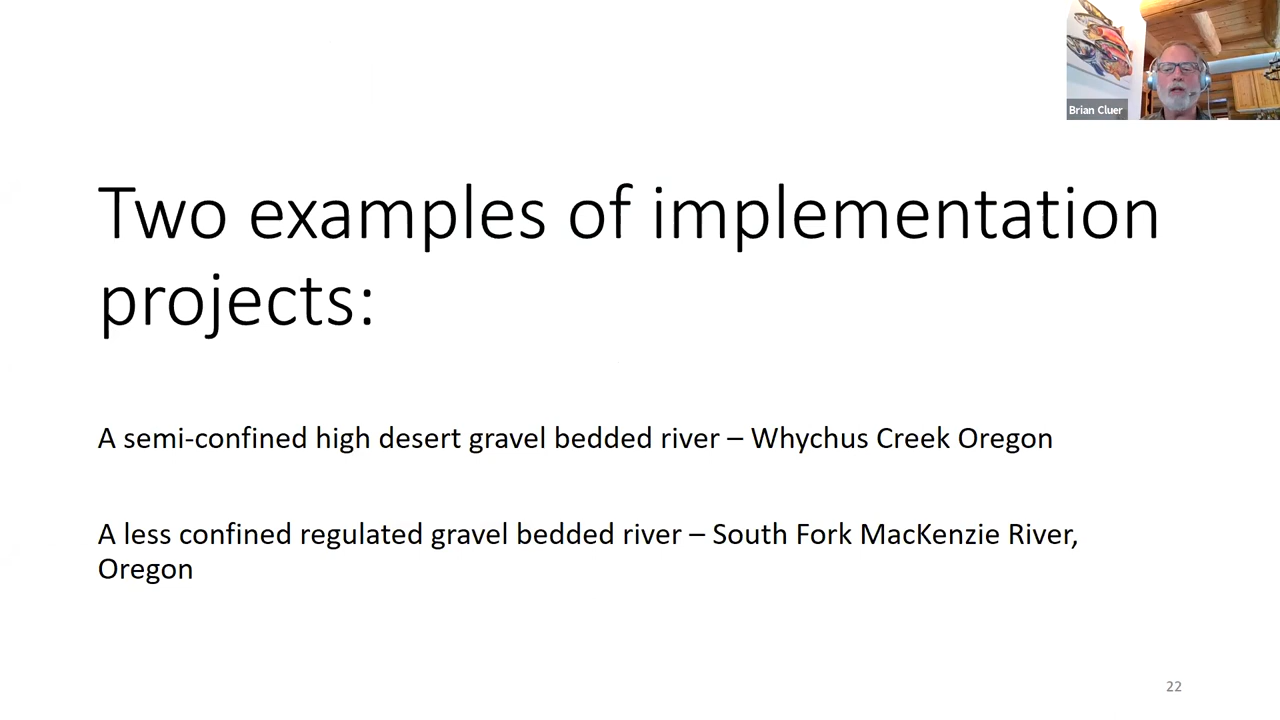 Brian Cluer
Two examples of implementation
projects:
A semi-confined high desert gravel bedded river – Whychus Creek Oregon
A less confined regulated gravel bedded river – South Fork MacKenzie River,
Oregon
22